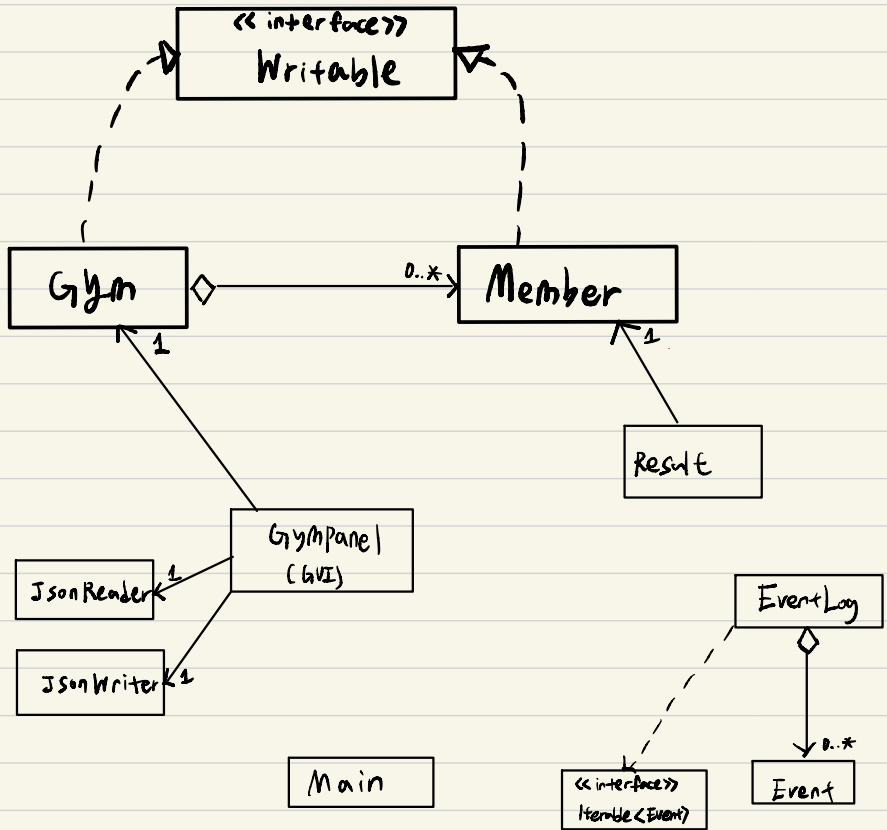 << interface >>
Writable
Gym
0..*
Member
1
1
Result
GymPanel
(GUI)
JsonReader
1
JsonWriter
1
EventLog
0..*
Main
<< interface >>
Iterable <Event>
Event